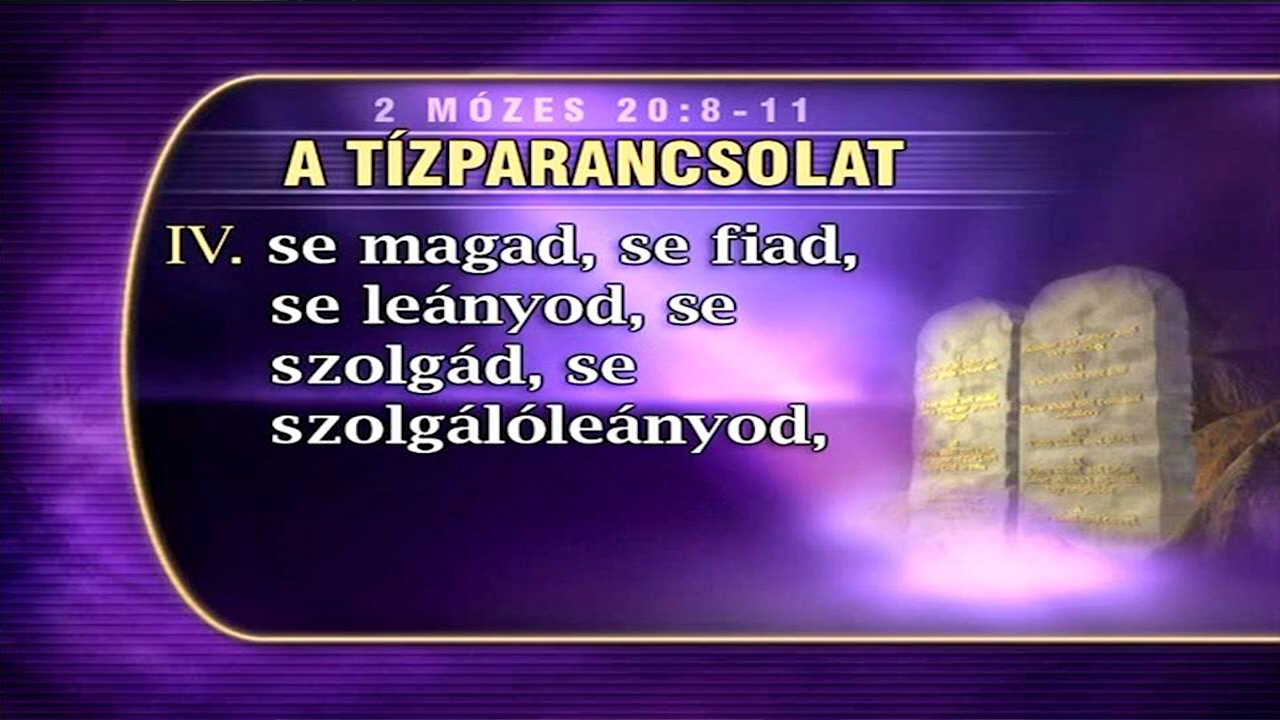 2 MÓZES 20:8-11
A TÍZPARANCSOLAT
IV. se magad, se fiad,
se leányod, se
szolgád, se
szolgálóleányod,